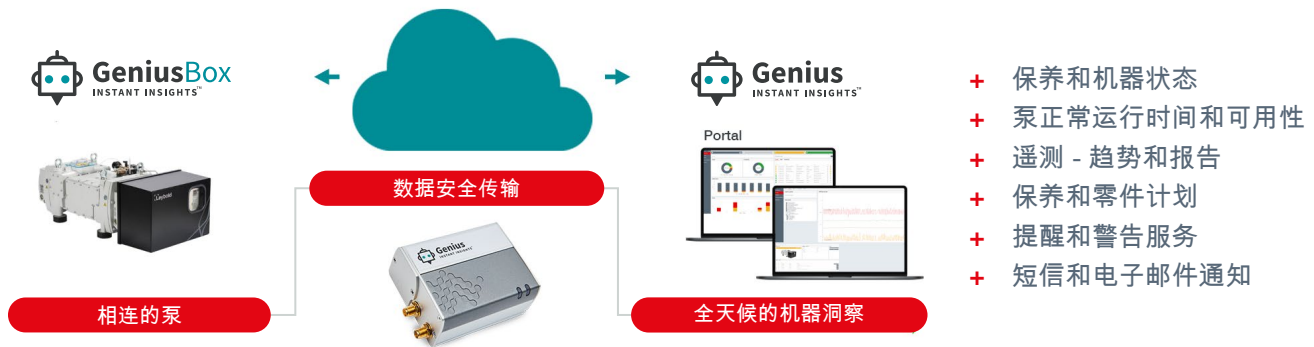 GeniusBox
INSTANT INSIGHTS™
Leybold
相连的泵
数据安全传输
Genius
INSTANT INSIGHTS
Genius
INSTANT INSIGHTS™
Portal
全天候的机器洞察
+ 保养和机器状态
+ 泵正常运行时间和可用性
+ 遥测 - 趋势和报告
+ 保养和零件计划
+ 提醒和警告服务
+ 短信和电子邮件通知